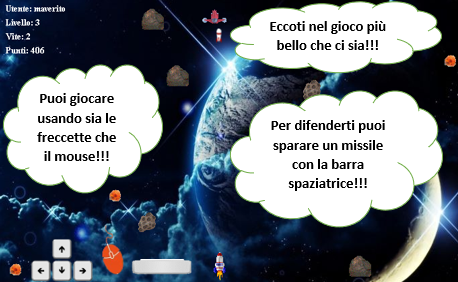 Utente: maverito
Livello: 3
Vite: 2
Punti: 406
Eccoti nel gioco più
bello che ci sia!!!
Puoi giocare
usando sia le
freccette che
il mouse!!!
Per difenderti puoi
sparare un missile
con la barra
spaziatrice!!!